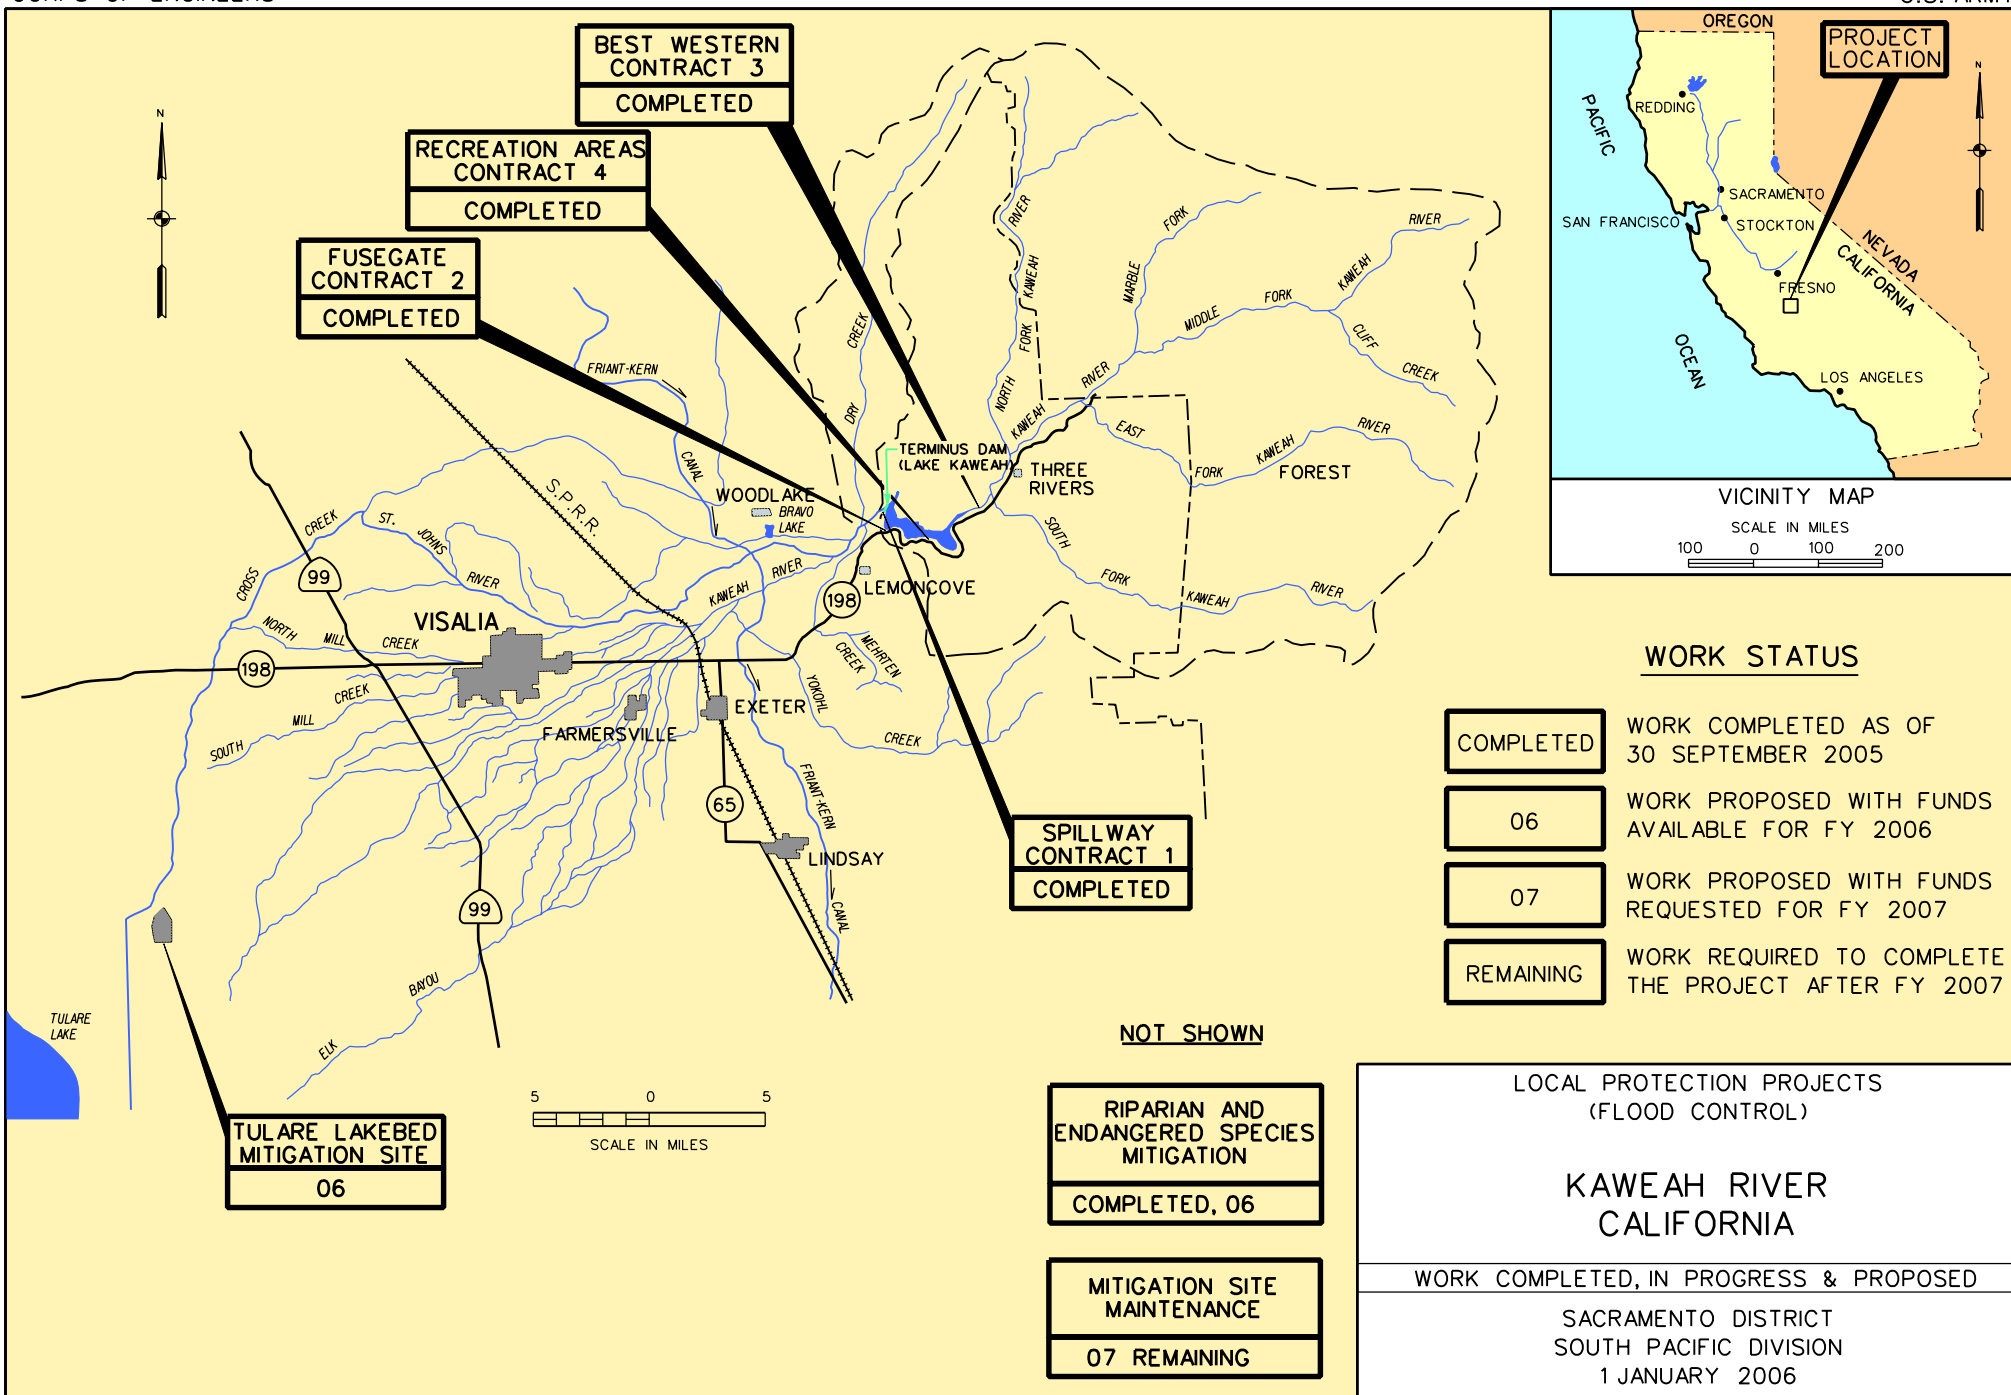 CORPS OF ENGINEERS
U.S. ARMY
BEST WESTERN
CONTRACT 3
COMPLETED
RECREATION AREAS
CONTRACT 4
COMPLETED
FUSEGATE
CONTRACT 2
COMPLETED
N
OREGON
PROJECT
LOCATION
N
PACIFIC
REDDING
SACRAMENTO
SAN FRANCISCO
STOCKTON
NEVADA
CALIFORNIA
FRESNO
OCEAN
LOS ANGELES
VICINITY MAP
SCALE IN MILES
100 0 100 200
RIVER
KAWEAH
FORK
NORTH
FORK
MARBLE
RIVER
KAWEAH
FORK
MIDDLE
CLIFF
CREEK
CREEK
DRY
RIVER
KAWEAH
FRIANT-KERN
CANAL
TERMINUS DAM
(LAKE KAWEAH)
THREE
RIVERS
EAST
FORK
KAWEAH
RIVER
FOREST
SOUTH
FORK
KAWEAH
RIVER
WOODLAKE
BRAVO
LAKE
S.P.R.R.
CREEK
CROSS
ST.
JOHNS
RIVER
99
KAWEAH
RIVER
198
LEMONCOVE
VISALIA
NORTH
MILL
CREEK
198
CREEK
MILL
SOUTH
MEHRTEN
CREEK
YOKOHL
CREEK
EXETER
FARMERSVILLE
65
FRIANT-KERN
CANAL
LINDSAY
99
BAYOU
ELK
TULARE
LAKE
SPILLWAY
CONTRACT 1
COMPLETED
TULARE LAKEBED
MITIGATION SITE
06
5 0 5
SCALE IN MILES
WORK STATUS
COMPLETED
WORK COMPLETED AS OF
30 SEPTEMBER 2005
06
WORK PROPOSED WITH FUNDS
AVAILABLE FOR FY 2006
07
WORK PROPOSED WITH FUNDS
REQUESTED FOR FY 2007
REMAINING
WORK REQUIRED TO COMPLETE
THE PROJECT AFTER FY 2007
NOT SHOWN
RIPARIAN AND
ENDANGERED SPECIES
MITIGATION
COMPLETED, 06
MITIGATION SITE
MAINTENANCE
07 REMAINING
LOCAL PROTECTION PROJECTS
(FLOOD CONTROL)
KAWEAH RIVER
CALIFORNIA
WORK COMPLETED, IN PROGRESS & PROPOSED
SACRAMENTO DISTRICT
SOUTH PACIFIC DIVISION
1 JANUARY 2006